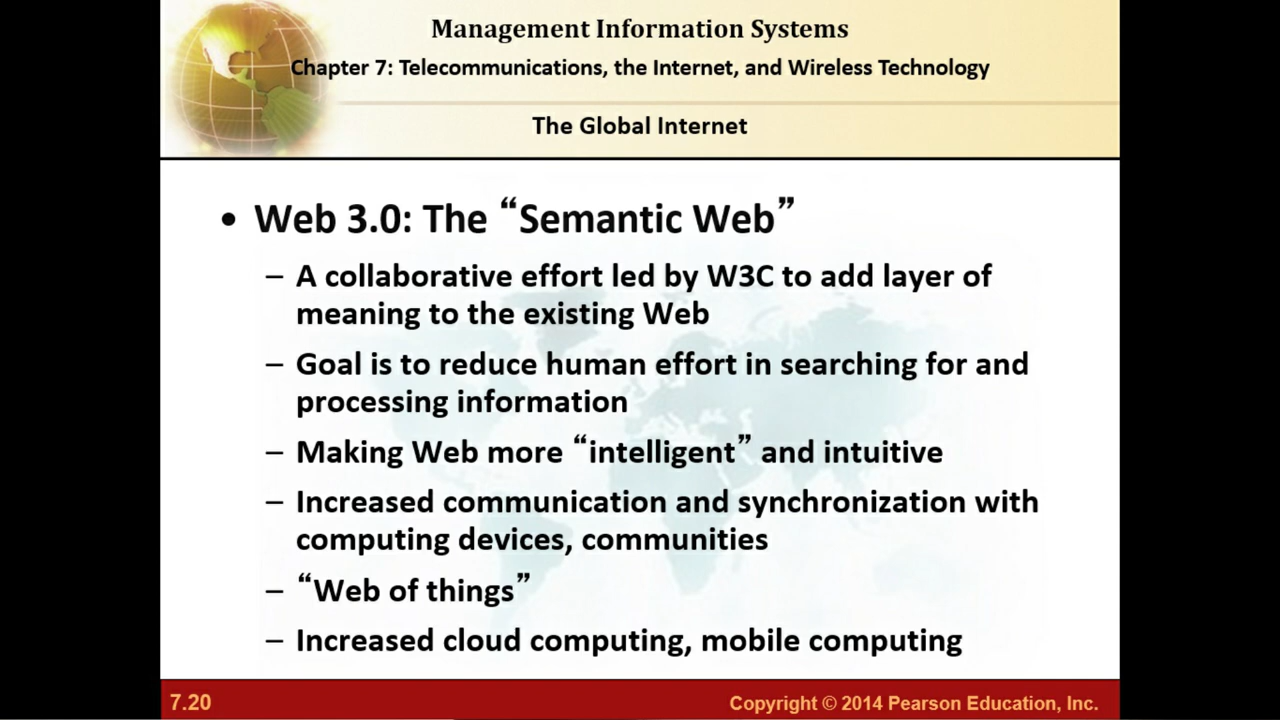 Management Information Systems
Chapter 7: Telecommunications, the Internet, and Wireless Technology
The Global Internet
• Web 3.0: The “Semantic Web”
– A collaborative effort led by W3C to add layer of
meaning to the existing Web
– Goal is to reduce human effort in searching for and
processing information
– Making Web more “intelligent” and intuitive
– Increased communication and synchronization with
computing devices, communities
– “Web of things”
– Increased cloud computing, mobile computing
7.20
Copyright © 2014 Pearson Education, Inc.